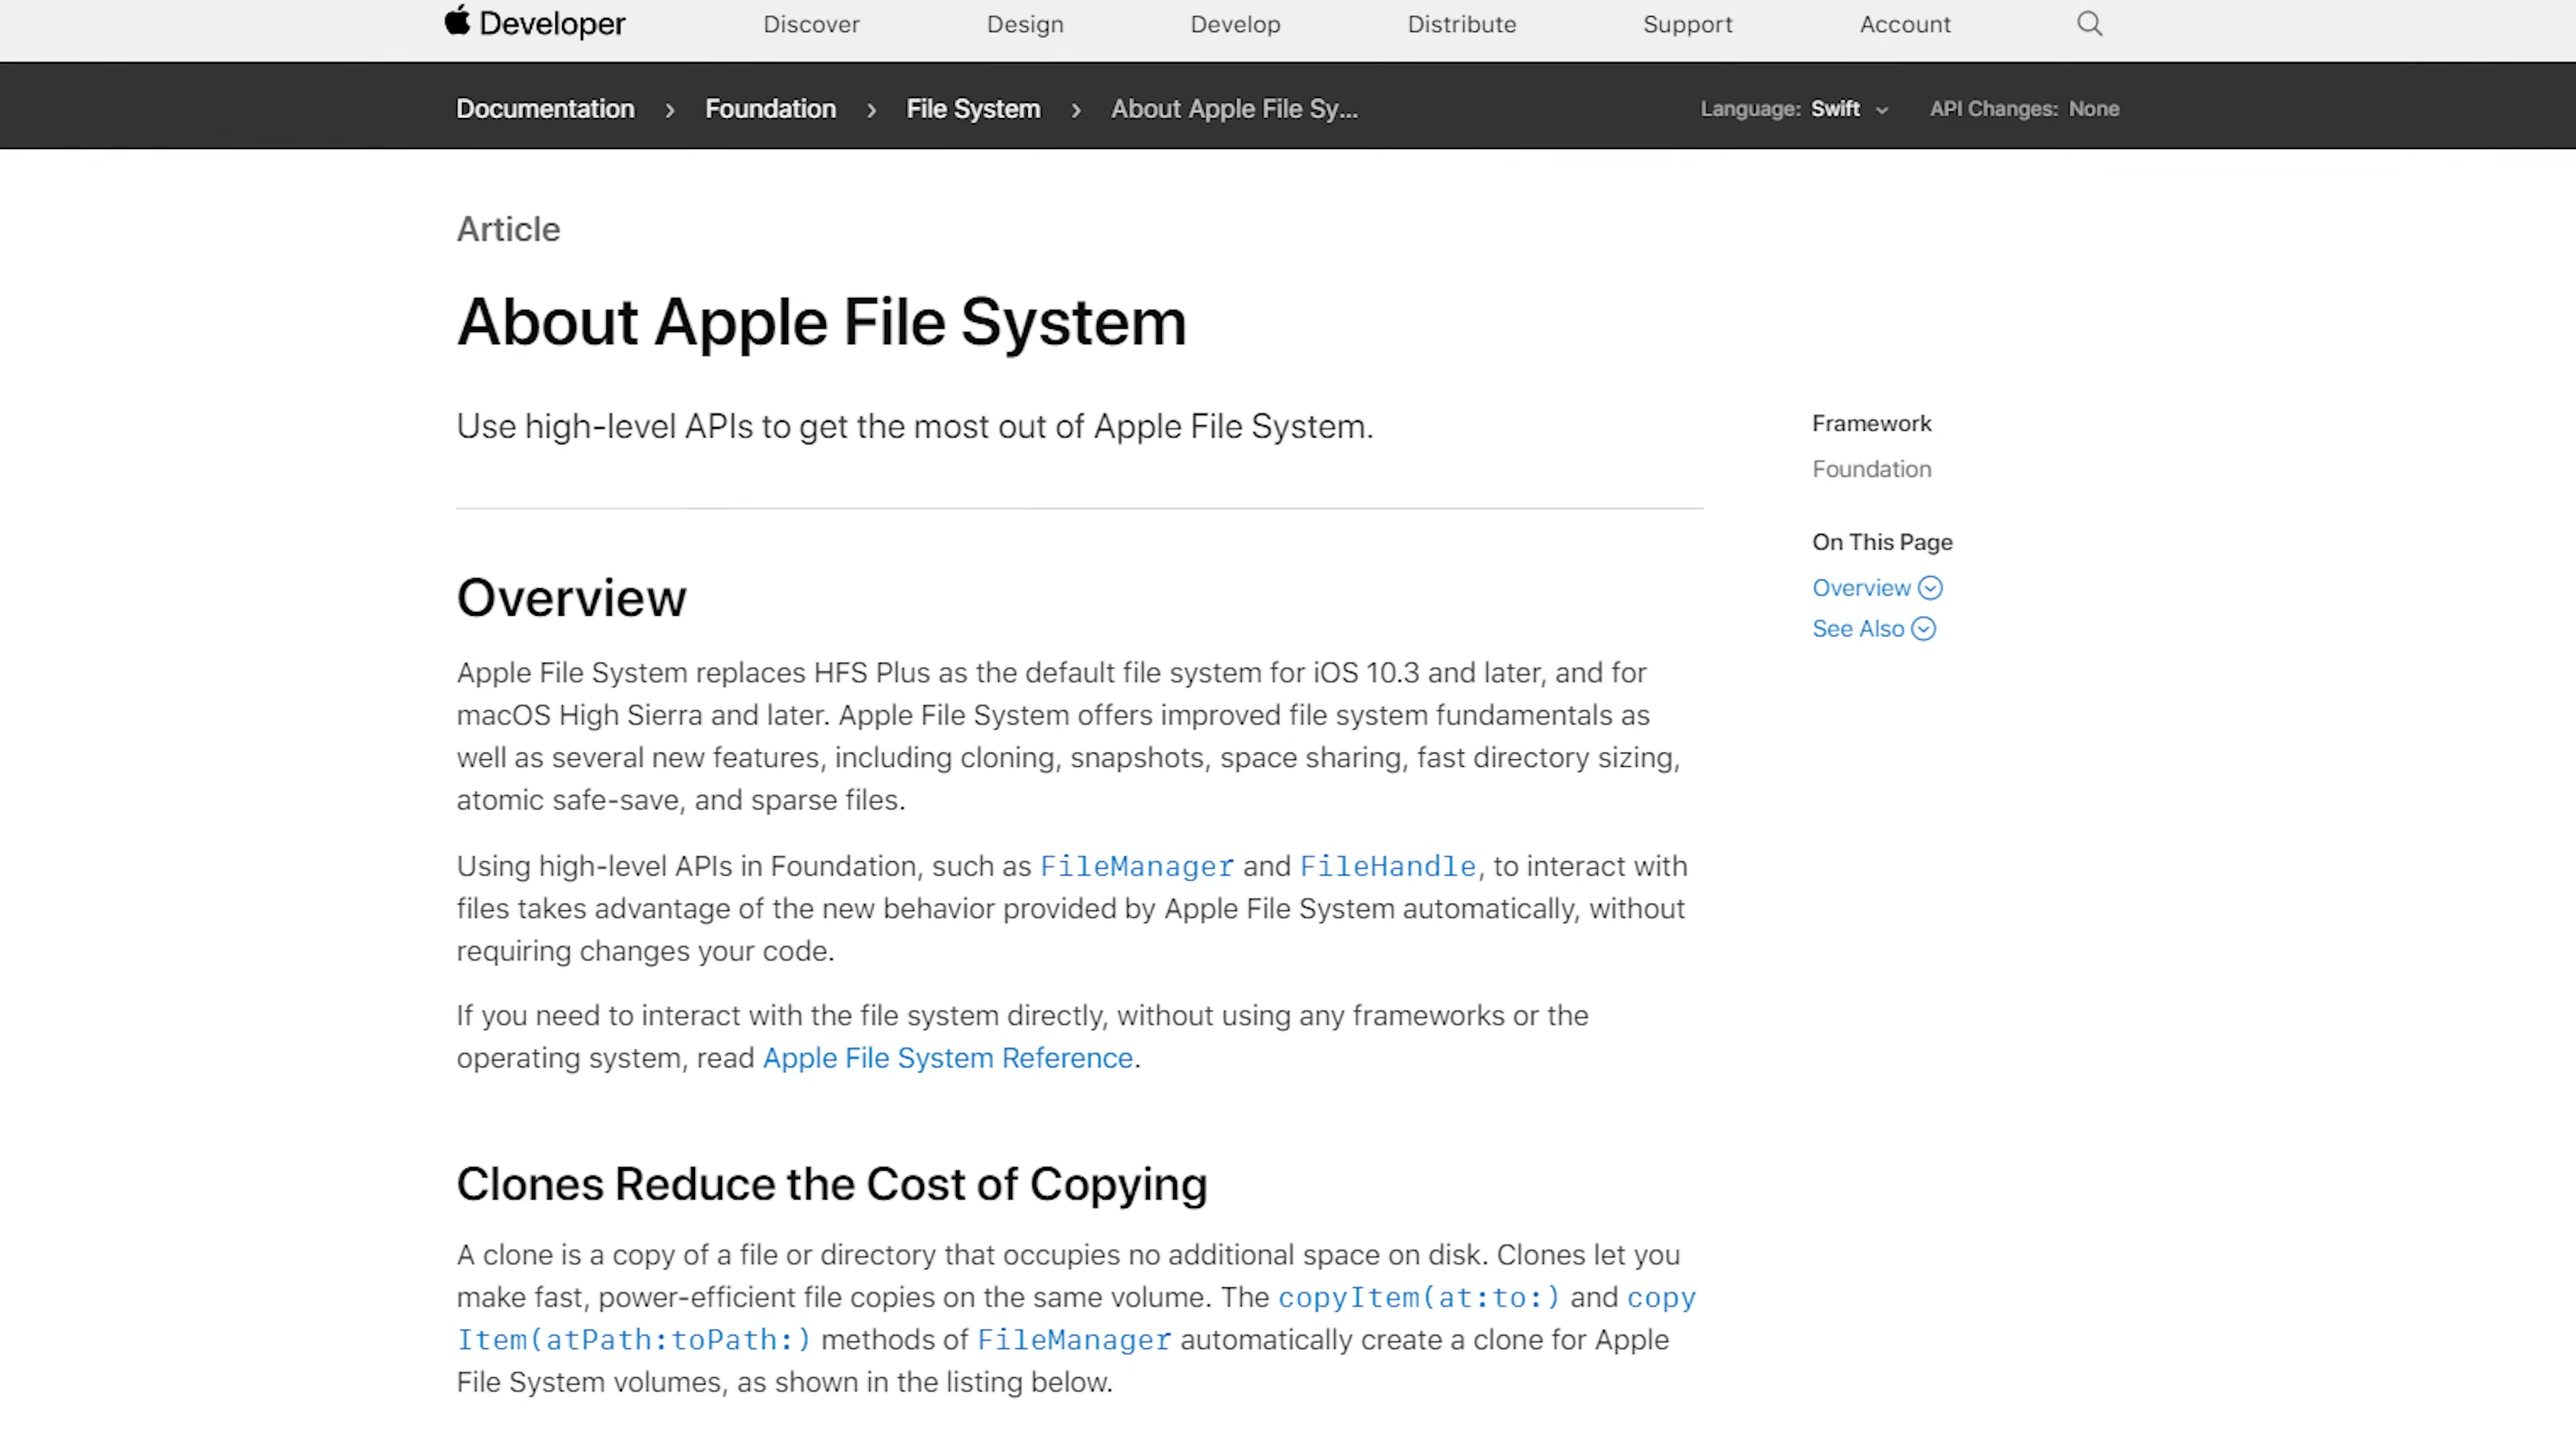 Developer Discover Design Develop Distribute Support Account
Documentation › Foundation › File System › About Apple File Sy... Language: Swift API Changes: None
Article
About Apple File System
Use high-level APIs to get the most out of Apple File System.
Framework
Foundation
On This Page
Overview
See Also
Overview
Apple File System replaces HFS Plus as the default file system for iOS 10.3 and later, and for
macOS High Sierra and later. Apple File System offers improved file system fundamentals as
well as several new features, including cloning, snapshots, space sharing, fast directory sizing,
atomic safe-save, and sparse files.
Using high-level APIs in Foundation, such as FileManager and FileHandle, to interact with
files takes advantage of the new behavior provided by Apple File System automatically, without
requiring changes your code.
If you need to interact with the file system directly, without using any frameworks or the
operating system, read Apple File System Reference.
Clones Reduce the Cost of Copying
A clone is a copy of a file or directory that occupies no additional space on disk. Clones let you
make fast, power-efficient file copies on the same volume. The copyItem(at:to:) and copy
Item(atPath:toPath:) methods of FileManager automatically create a clone for Apple
File System volumes, as shown in the listing below.